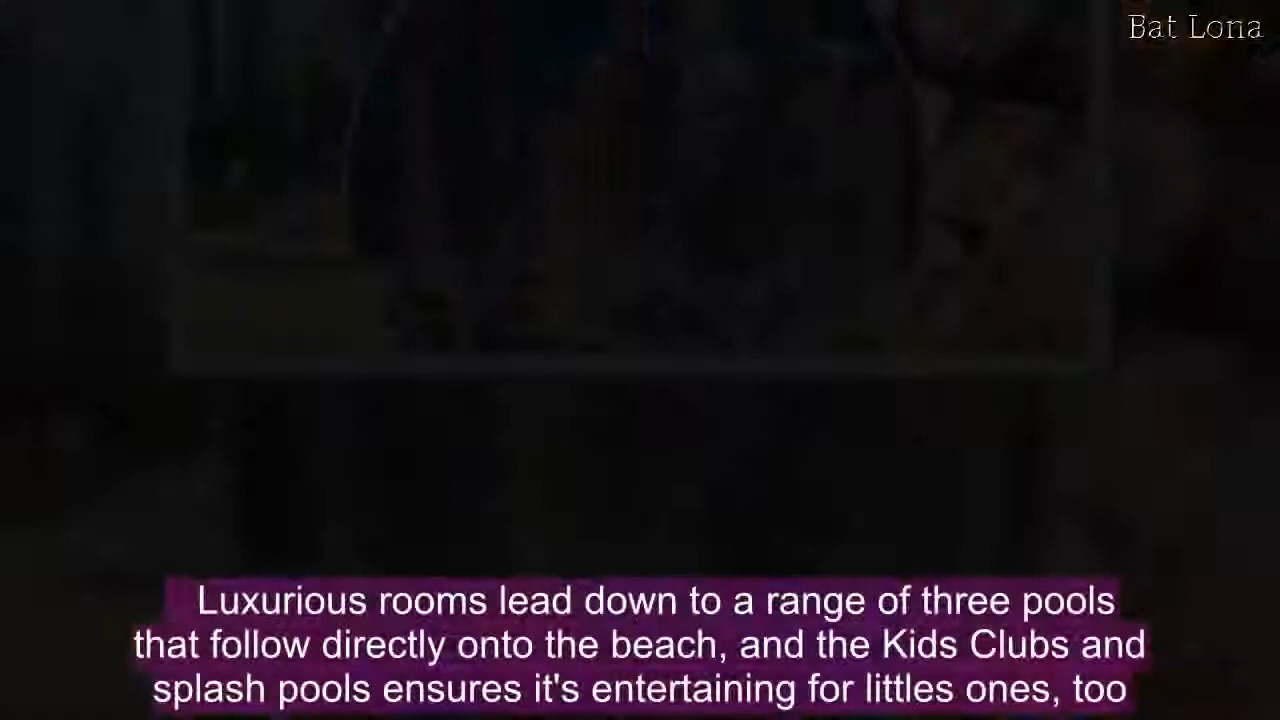 Bat Lona
Luxurious rooms lead down to a range of three pools
that follow directly onto the beach, and the Kids Clubs and
splash pools ensures it's entertaining for littles ones, too